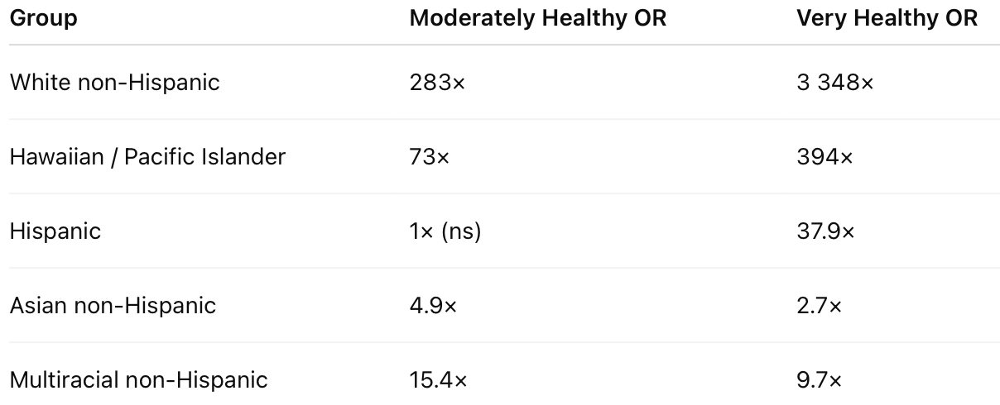 Group Moderately Healthy OR Very Healthy OR
White non-Hispanic 283× 3 348×
Hawaiian / Pacific Islander 73× 394×
Hispanic 1× (ns) 37.9×
Asian non-Hispanic 4.9× 2.7×
Multiracial non-Hispanic 15.4× 9.7×